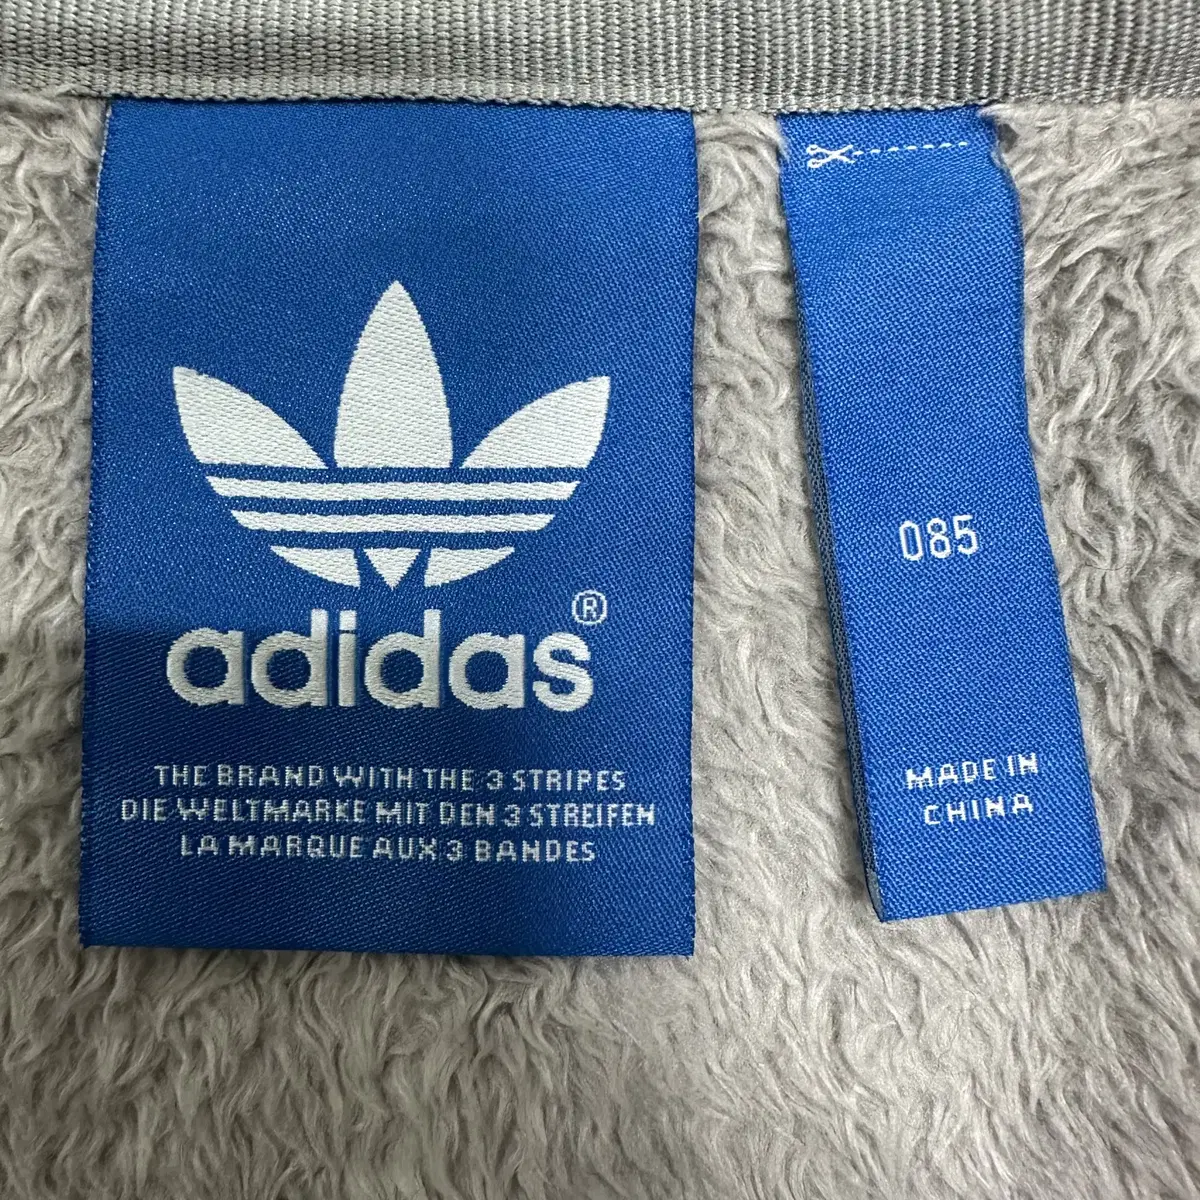 adidas®
THE BRAND WITH THE 3 STRIPES
DIE WELTMARKE MIT DEN 3 STREIFEN
LA MARQUE AUX 3 BANDES
085
MADE IN
CHINA